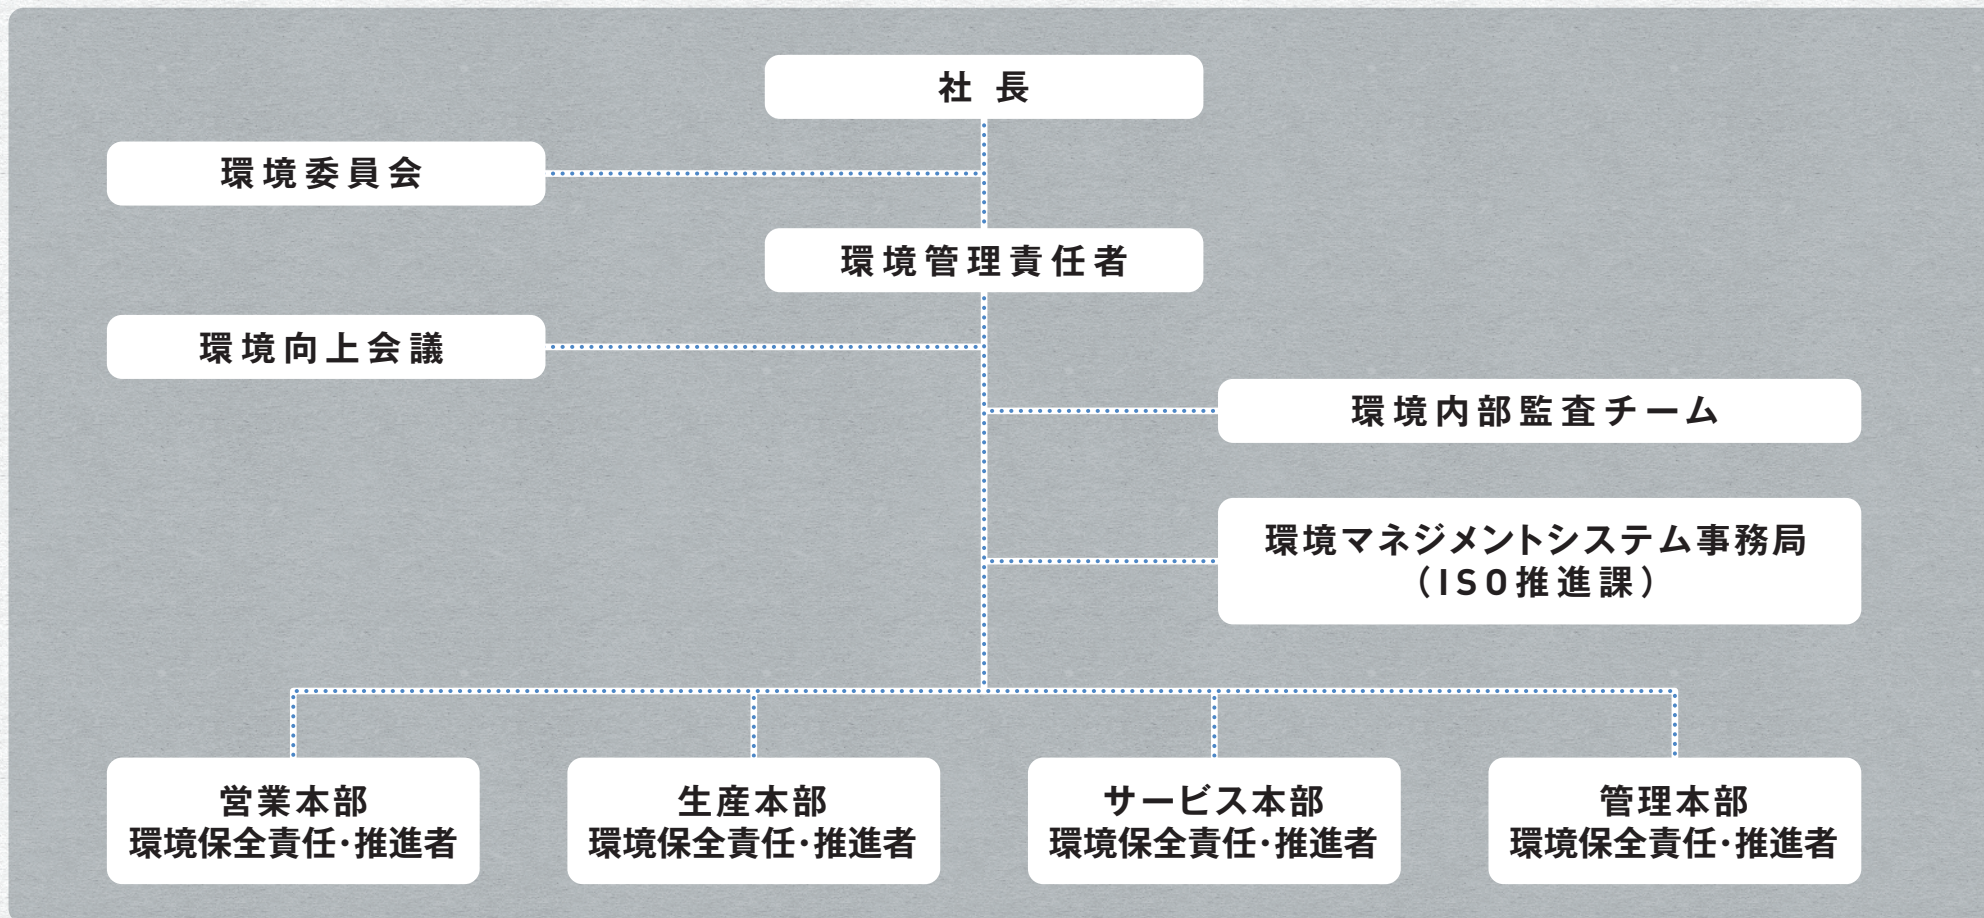 社長
環境委員会
環境管理責任者
環境向上会議
環境内部監査チーム
環境マネジメントシステム事務局
（ISO推進課）
営業本部
環境保全責任・推進者
生産本部
環境保全責任・推進者
サービス本部
環境保全責任・推進者
管理本部
環境保全責任・推進者